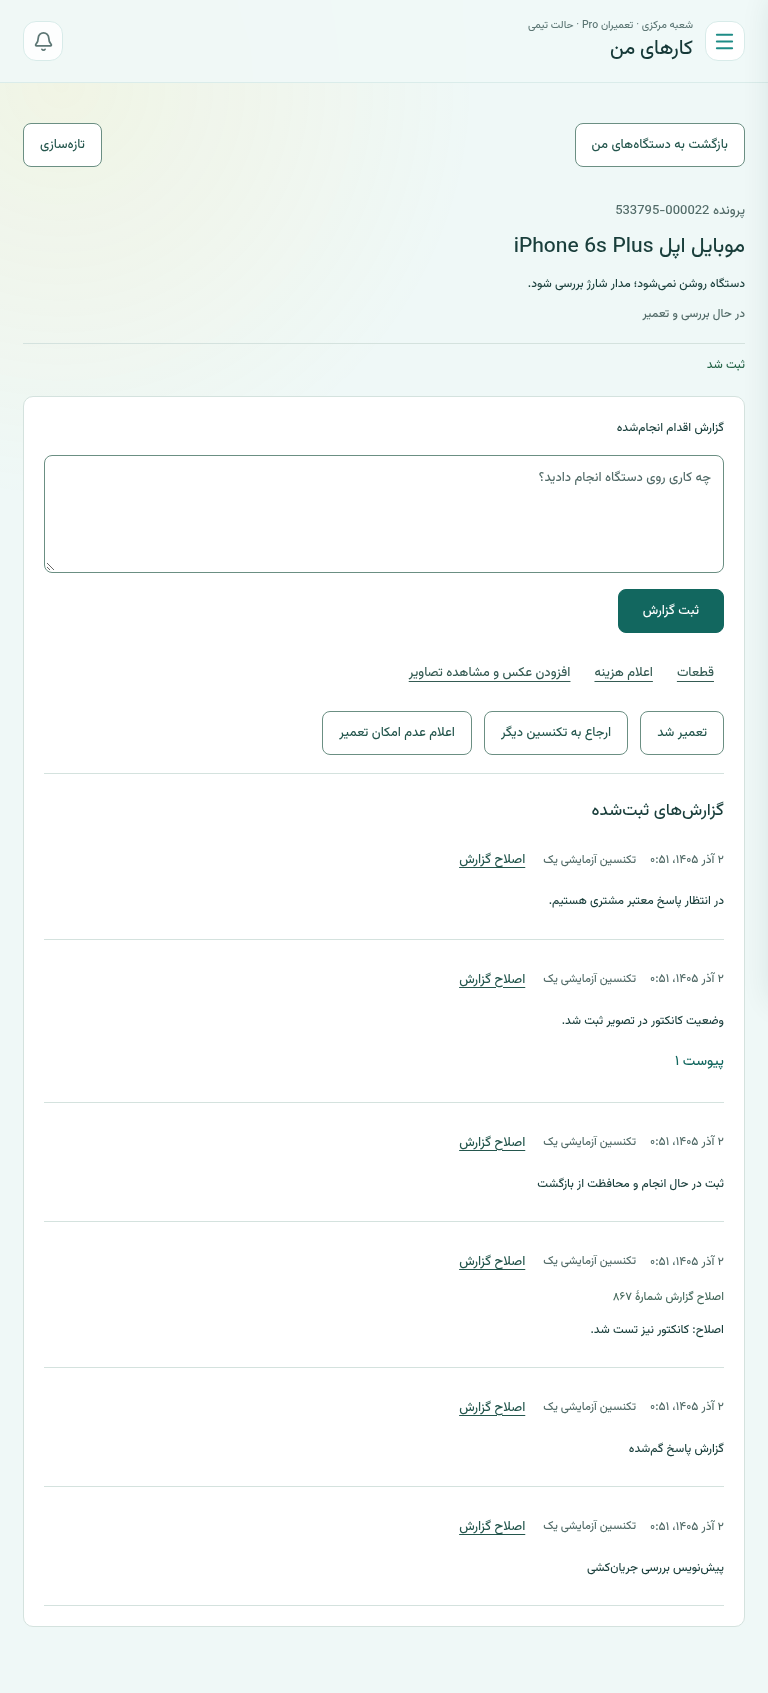 شعبه مرکزی · تعمیران Pro · حالت تیمی
کارهای من
بازگشت به دستگاه‌های من
تازه‌سازی
پرونده 000022-533795
موبایل اپل iPhone 6s Plus
دستگاه روشن نمی‌شود؛ مدار شارژ بررسی شود.
در حال بررسی و تعمیر
ثبت شد
گزارش اقدام انجام‌شده
چه کاری روی دستگاه انجام دادید؟
ثبت گزارش
قطعات اعلام هزینه افزودن عکس و مشاهده تصاویر
تعمیر شد ارجاع به تکنسین دیگر اعلام عدم امکان تعمیر
گزارش‌های ثبت‌شده
۲ آذر ۱۴۰۵، ۰:۵۱ تکنسین آزمایشی یک اصلاح گزارش
در انتظار پاسخ معتبر مشتری هستیم.
۲ آذر ۱۴۰۵، ۰:۵۱ تکنسین آزمایشی یک اصلاح گزارش
وضعیت کانکتور در تصویر ثبت شد.
پیوست ۱
۲ آذر ۱۴۰۵، ۰:۵۱ تکنسین آزمایشی یک اصلاح گزارش
ثبت در حال انجام و محافظت از بازگشت
۲ آذر ۱۴۰۵، ۰:۵۱ تکنسین آزمایشی یک اصلاح گزارش
اصلاح گزارش شمارهٔ ۸۶۷
اصلاح: کانکتور نیز تست شد.
۲ آذر ۱۴۰۵، ۰:۵۱ تکنسین آزمایشی یک اصلاح گزارش
گزارش پاسخ گم‌شده
۲ آذر ۱۴۰۵، ۰:۵۱ تکنسین آزمایشی یک اصلاح گزارش
پیش‌نویس بررسی جریان‌کشی